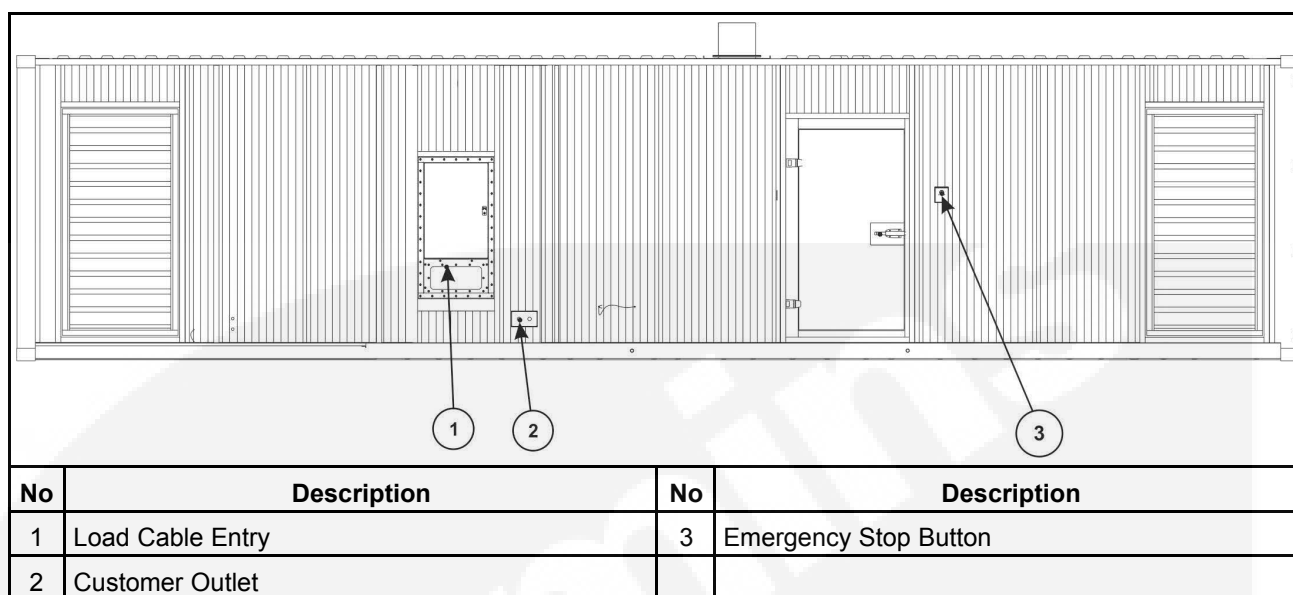 1
2
3
No Description No Description
1 Load Cable Entry 3 Emergency Stop Button
2 Customer Outlet